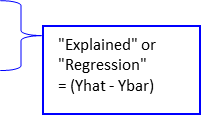 "Explained" or
"Regression"
= (Yhat - Ybar)